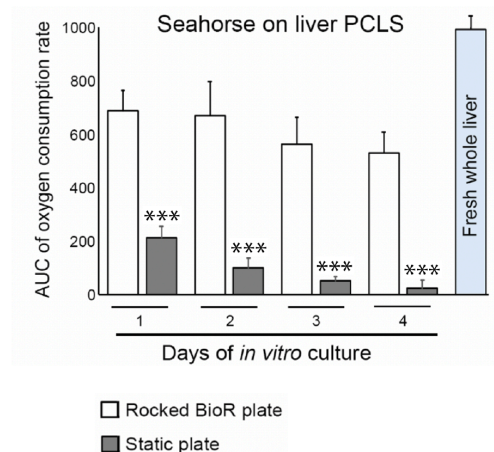 Seahorse on liver PCLS
AUC of oxygen consumption rate
1000
800
600
400
200
0
***
***
***
***
Fresh whole liver
1 2 3 4
Days of in vitro culture
Rocked BioR plate
Static plate